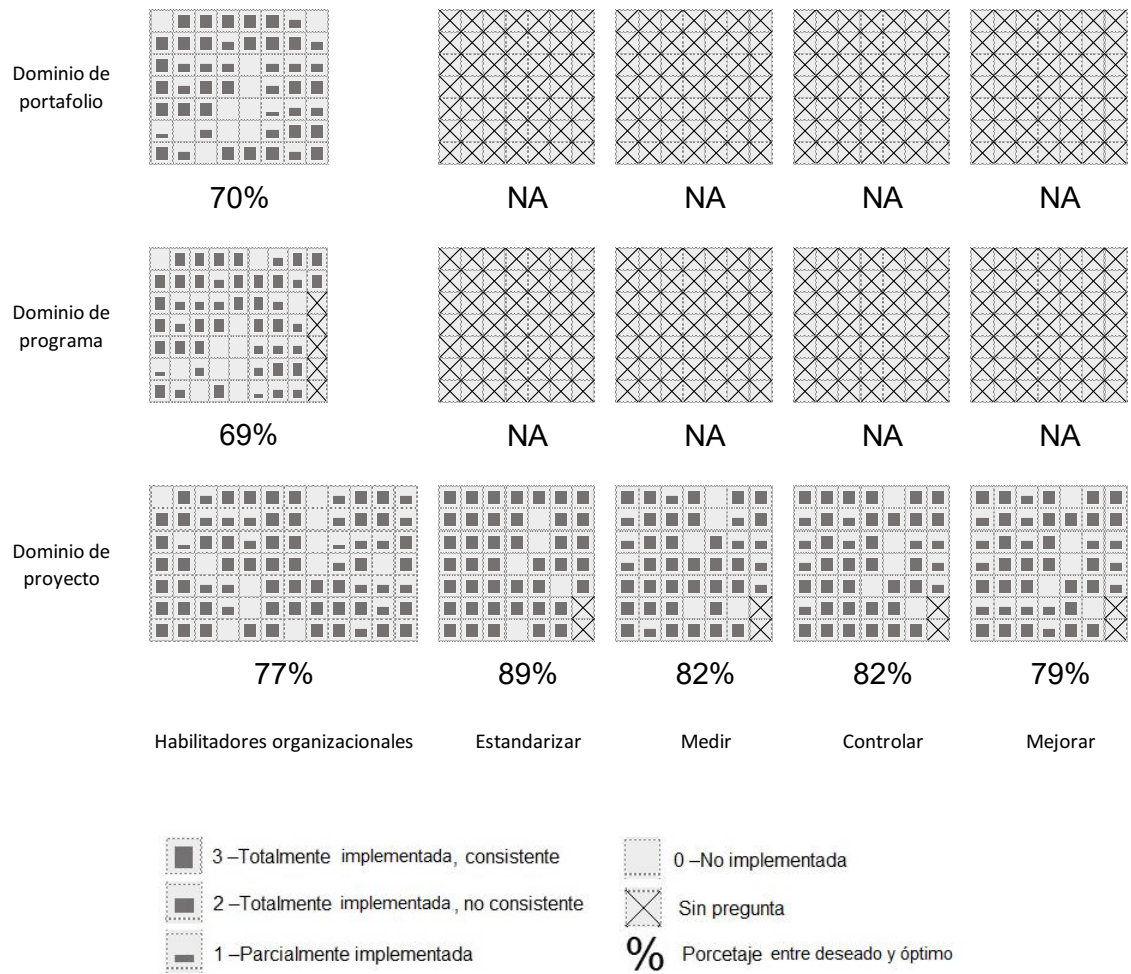 Dominio de
portafolio
70%
NA
NA
NA
NA
Dominio de
programa
69%
NA
NA
NA
NA
Dominio de
proyecto
77%
89%
82%
82%
79%
Habilitadores organizacionales
Estandarizar
Medir
Controlar
Mejorar
3 –Totalmente implementada, consistente
0 –No implementada
2 –Totalmente implementada, no consistente
Sin pregunta
1 –Parcialmente implementada
% Porcetaje entre deseado y óptimo